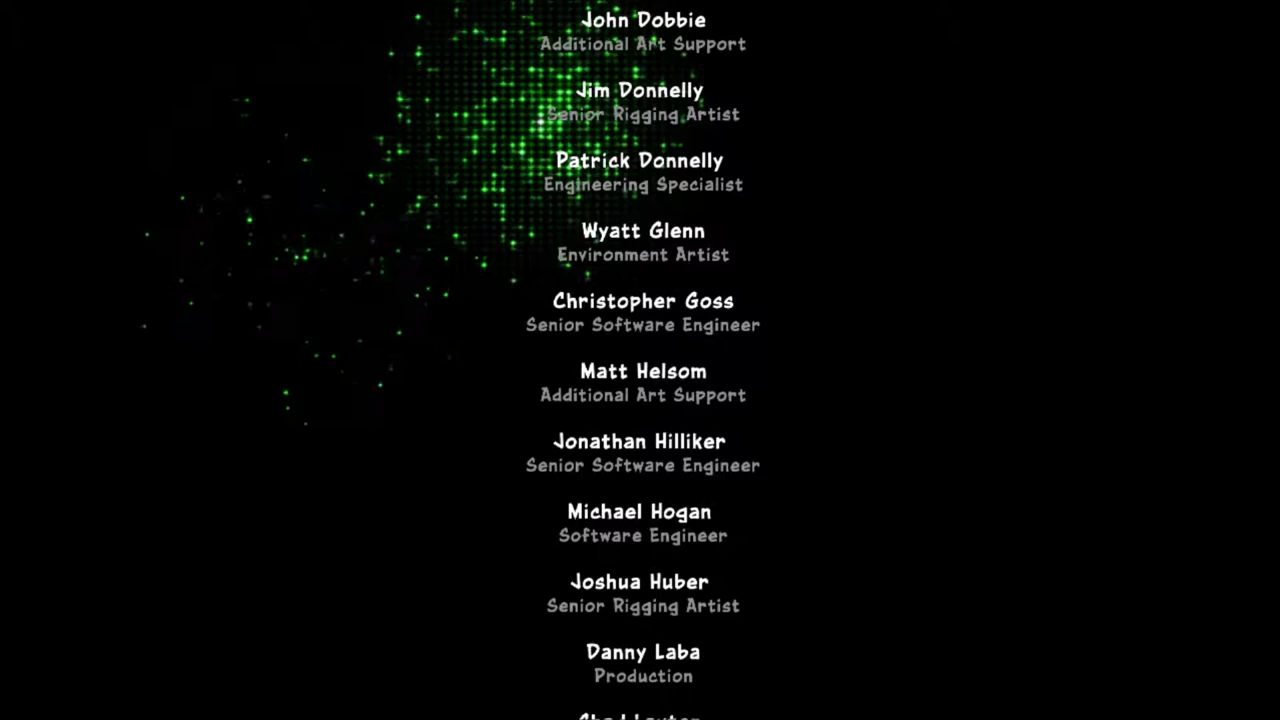 John Dobbie
Additional Art Support
Jim Donnelly
Senior Rigging Artist
Patrick Donnelly
Engineering Specialist
Wyatt Glenn
Environment Artist
Christopher Goss
Senior Software Engineer
Matt Helsom
Additional Art Support
Jonathan Hilliker
Senior Software Engineer
Michael Hogan
Software Engineer
Joshua Huber
Senior Rigging Artist
Danny Laba
Production